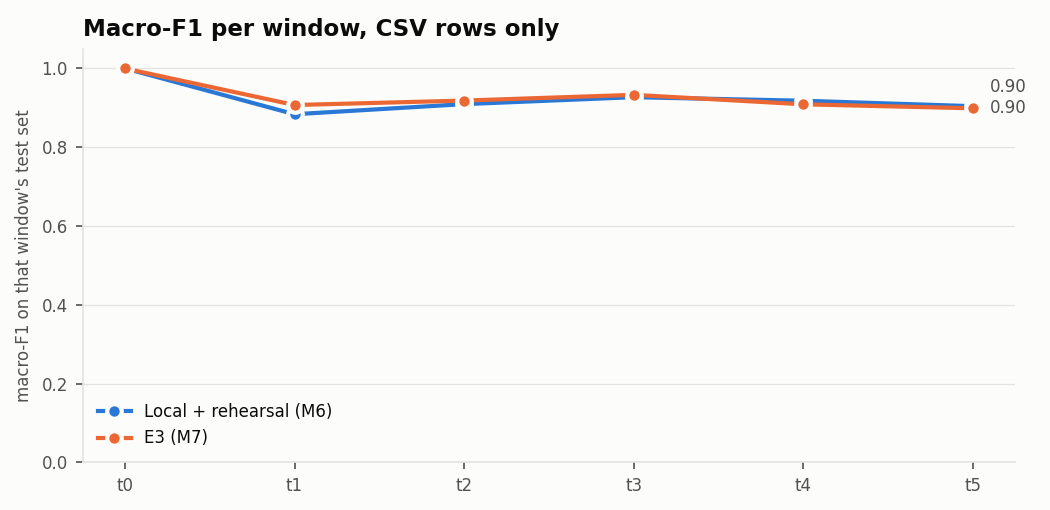 Macro-F1 per window, CSV rows only
macro-F1 on that window's test set
1.0
0.8
0.6
0.4
0.2
0.0
0.90
0.90
Local + rehearsal (M6)
E3 (M7)
t0
t1
t2
t3
t4
t5